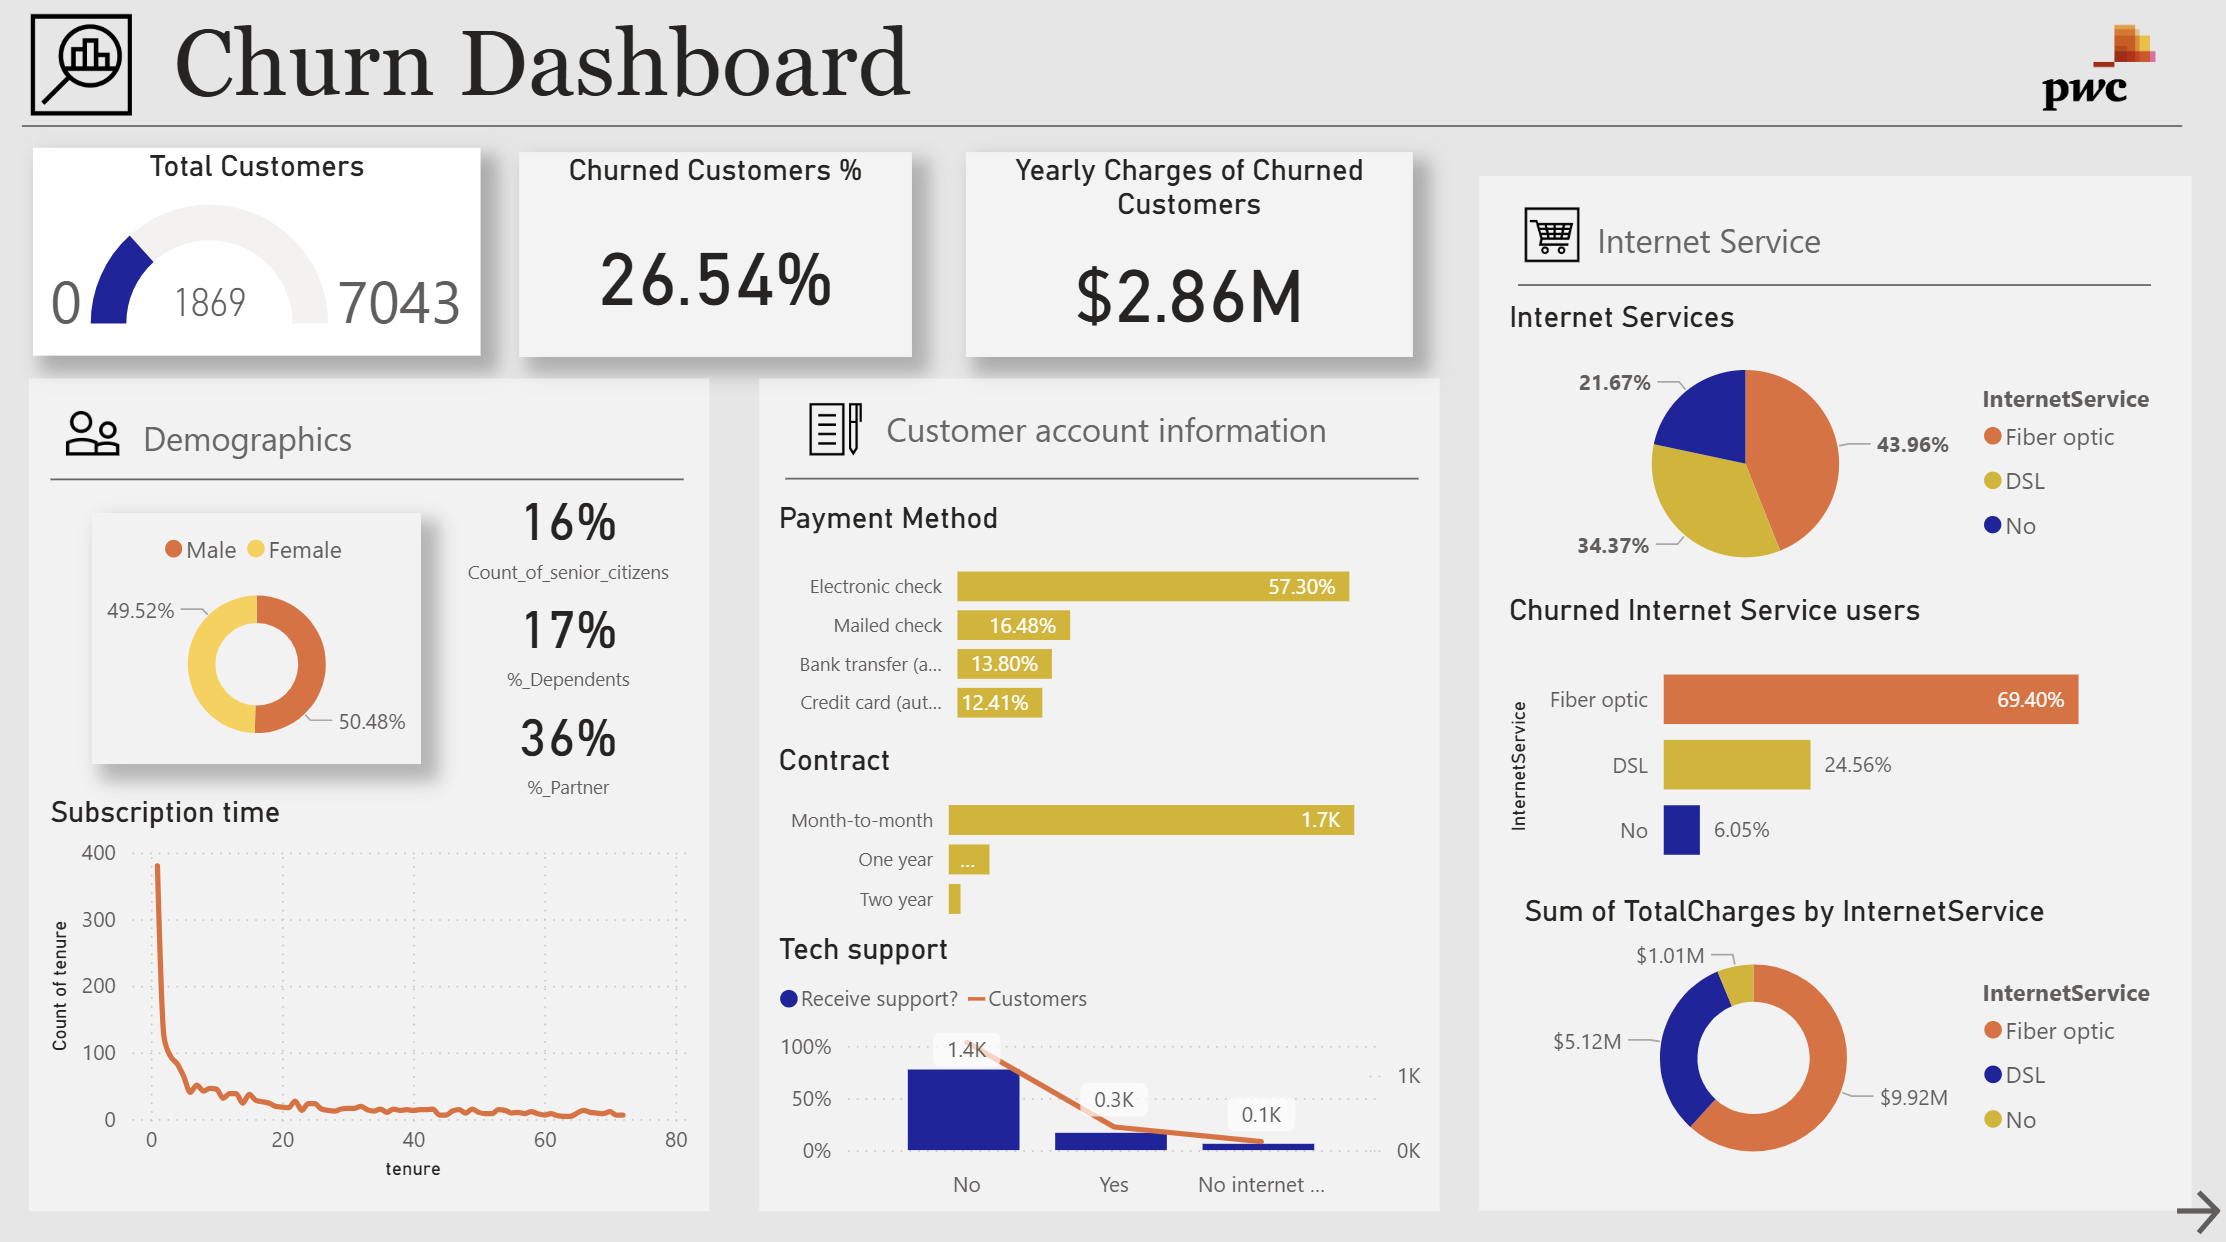 Churn Dashboard
pwc
Total Customers
0
1869
7043
Churned Customers %
26.54%
Yearly Charges of Churned
Customers
$2.86M
Demographics
Male
Female
49.52%
50.48%
16%
Count_of_senior_citizens
17%
%_Dependents
36%
%_Partner
Subscription time
Count of tenure
400
300
200
100
0
0
20
40
60
80
tenure
Customer account information
Payment Method
Electronic check
57.30%
Mailed check
16.48%
Bank transfer (a...
13.80%
Credit card (aut...
12.41%
Contract
Month-to-month
1.7K
One year
...
Two year
Tech support
Receive support?
Customers
100%
50%
0%
1.4K
0.3K
0.1K
1K
0K
No
Yes
No internet ...
Internet Service
Internet Services
21.67%
43.96%
34.37%
InternetService
Fiber optic
DSL
No
Churned Internet Service users
InternetService
Fiber optic
69.40%
DSL
24.56%
No
6.05%
Sum of TotalCharges by InternetService
$1.01M
$5.12M
$9.92M
InternetService
Fiber optic
DSL
No